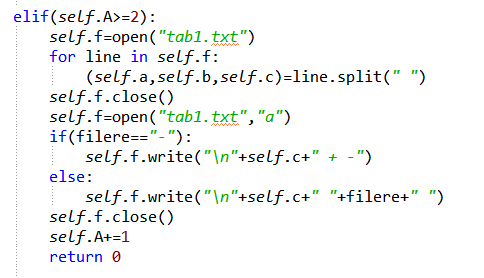 elif(self.A>=2):
self.f=open("tab1.txt")
for line in self.f:
(self.a,self.b,self.c)=line.split(" ")
self.f.close()
self.f=open("tab1.txt","a")
if(filere=="-"):
self.f.write("\n"+self.c+" + -")
else:
self.f.write("\n"+self.c+" "+filere+" ")
self.f.close()
self.A+=1
return 0